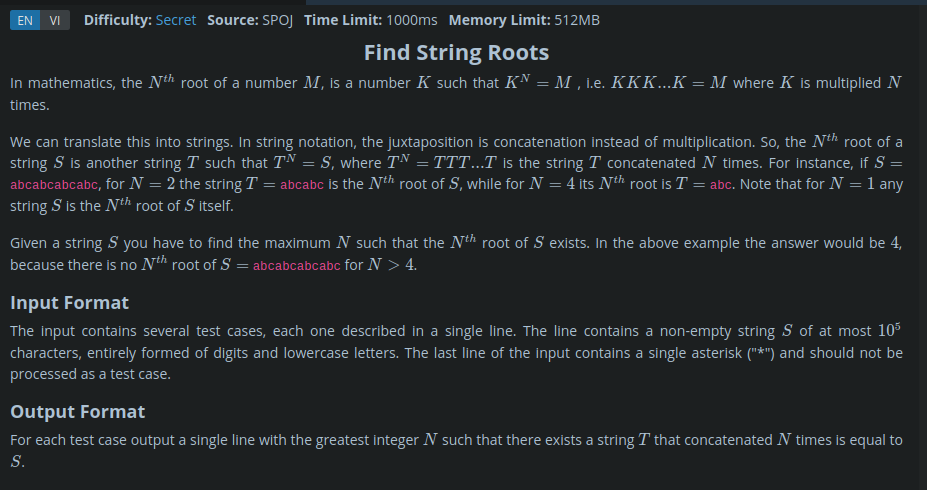 EN VI Difficulty: Secret Source: SPOJ Time Limit: 1000ms Memory Limit: 512MB
Find String Roots
In mathematics, the Nth root of a number M, is a number K such that K^N = M , i.e. KKK...K = M where K is multiplied N
times.
We can translate this into strings. In string notation, the juxtaposition is concatenation instead of multiplication. So, the Nth root of a
string S is another string T such that T^N = S, where T^N = TTT...T is the string T concatenated N times. For instance, if S =
abcabcabcabc, for N = 2 the string T = abcabc is the Nth root of S, while for N = 4 its Nth root is T = abc. Note that for N = 1 any
string S is the Nth root of S itself.
Given a string S you have to find the maximum N such that the Nth root of S exists. In the above example the answer would be 4,
because there is no Nth root of S = abcabcabcabc for N > 4.
Input Format
The input contains several test cases, each one described in a single line. The line contains a non-empty string S of at most 10^5
characters, entirely formed of digits and lowercase letters. The last line of the input contains a single asterisk ("*") and should not be
processed as a test case.
Output Format
For each test case output a single line with the greatest integer N such that there exists a string T that concatenated N times is equal to
S.